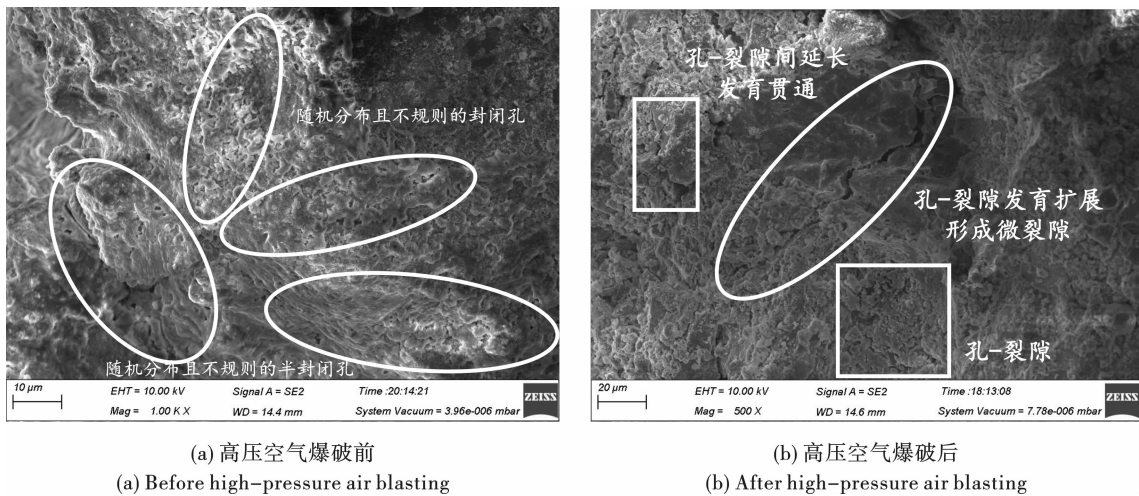 随机分布且不规则的封闭孔
随机分布且不规则的半封闭孔
10 μm
EHT = 10.00 kV
Signal A = SE2
Time :20:14:21
Mag = 1.00 K X
WD = 14.4 mm
System Vacuum = 3.96e-006 mbar
ZEISS
(a) 高压空气爆破前
(a) Before high-pressure air blasting
孔-裂隙间延长
发育贯通
孔-裂隙发育扩展
形成微裂隙
孔-裂隙
20 μm
EHT = 10.00 kV
Signal A = SE2
Time :18:13:08
Mag = 500 X
WD = 14.6 mm
System Vacuum = 7.78e-006 mbar
ZEISS
(b) 高压空气爆破后
(b) After high-pressure air blasting